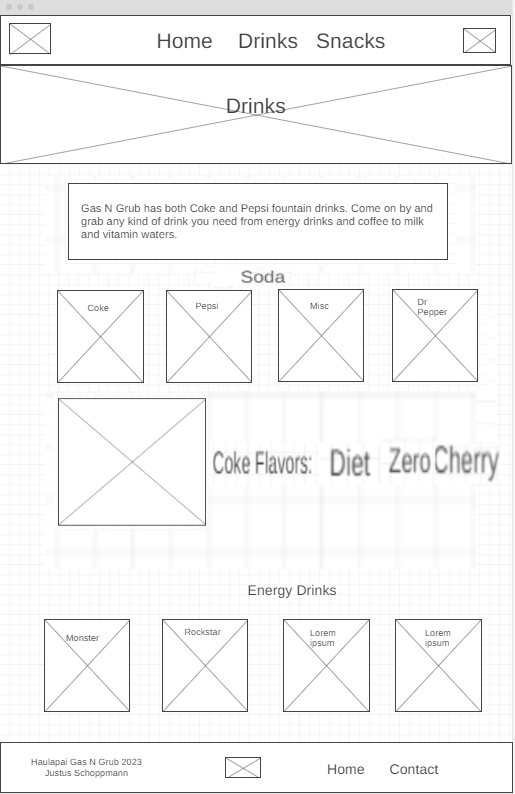 Home Drinks Snacks
Drinks
Gas N Grub has both Coke and Pepsi fountain drinks. Come on by and
grab any kind of drink you need from energy drinks and coffee to milk
and vitamin waters.
Soda
Coke Pepsi Misc Dr
Pepper
Coke Flavors: Diet Zero Cherry
Energy Drinks
Monster Rockstar Lorem Lorem
ipsum ipsum
Haulapai Gas N Grub 2023
Justus Schoppmann
Home Contact